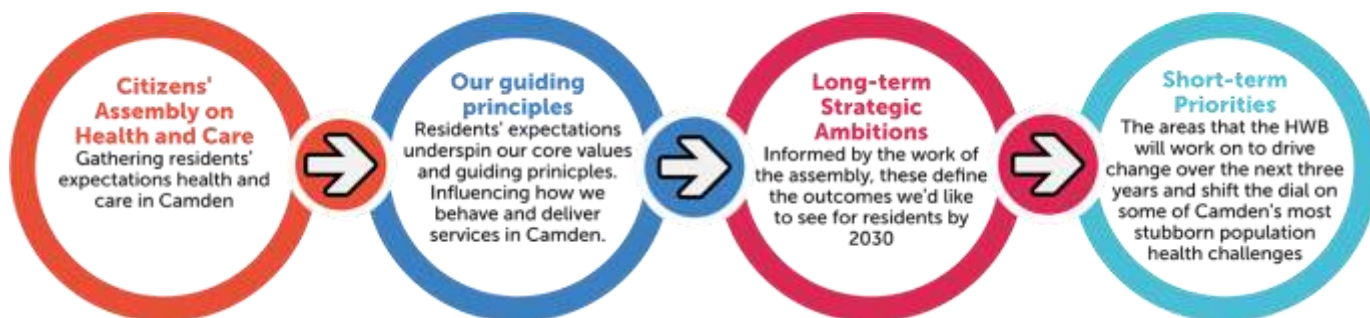 Citizens'
Assembly on
Health and Care
Gathering residents'
expectations health and
care in Camden
Our guiding
principles
Residents' expectations
underspin our core values
and guiding prinicples.
Influencing how we
behave and deliver
services in Camden.
Long-term
Strategic
Ambitions
Informed by the work of
the assembly, these define
the outcomes we'd like
to see for residents by
2030
Short-term
Priorities
The areas that the HWB
will work on to drive
change over the next three
years and shift the dial on
some of Camden's most
stubborn population
health challenges